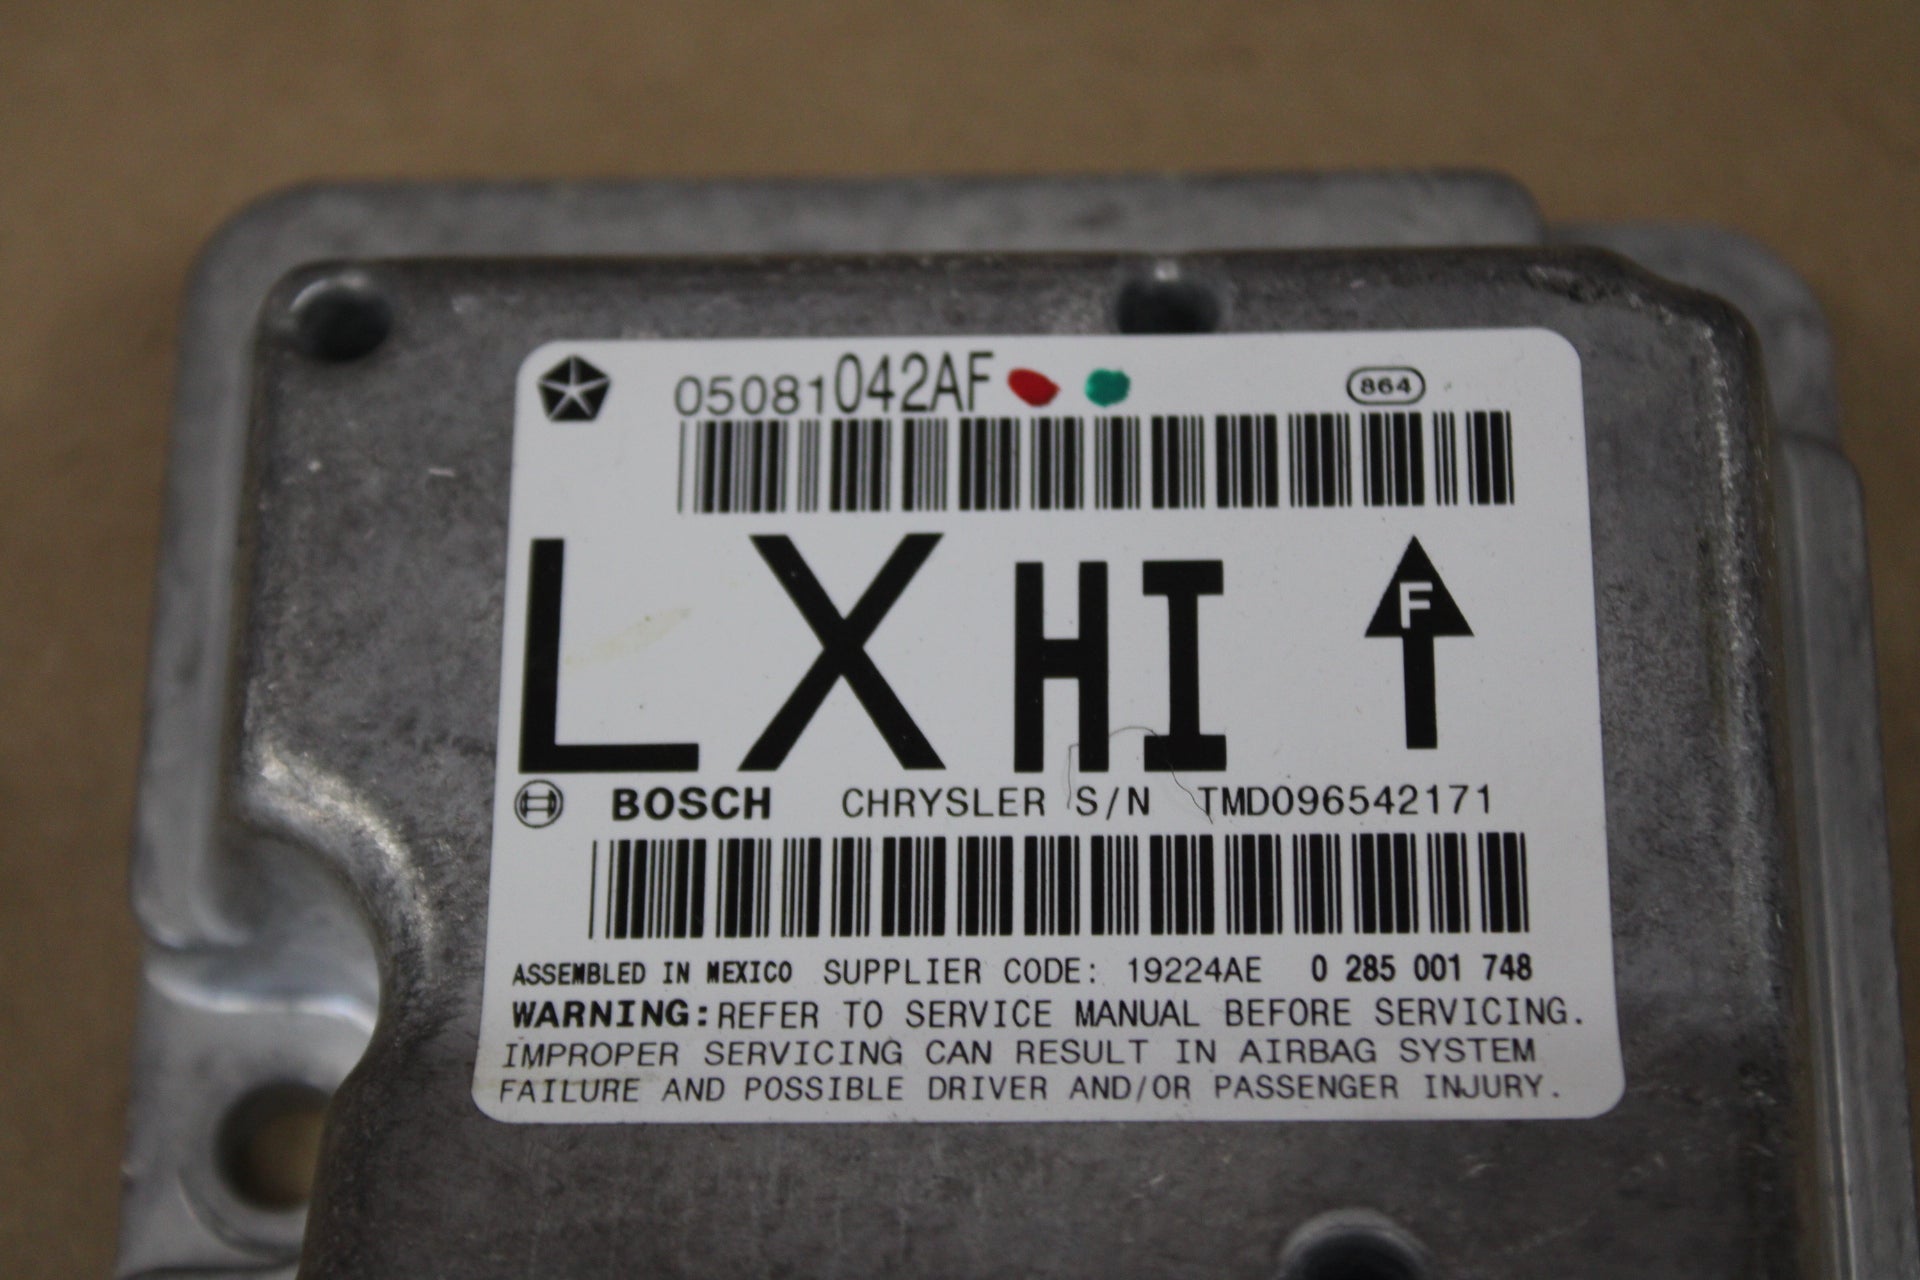 05081042AF 864
LX HI F
BOSCH CHRYSLER S/N TMD096542171
ASSEMBLED IN MEXICO SUPPLIER CODE: 19224AE 0 285 001 748
WARNING: REFER TO SERVICE MANUAL BEFORE SERVICING.
IMPROPER SERVICING CAN RESULT IN AIRBAG SYSTEM
FAILURE AND POSSIBLE DRIVER AND/OR PASSENGER INJURY.